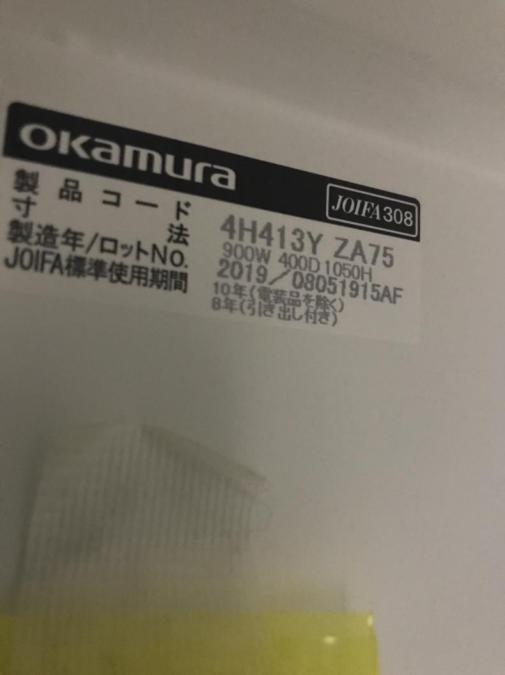 okamura
JOIFA308
製品コード 4H413Y ZA75
寸法 900W 400D 1050H
製造年/ロットNo. 2019/08051915AF
JOIFA標準使用期間 10年(電装品を除く)
8年(引き出し付き)